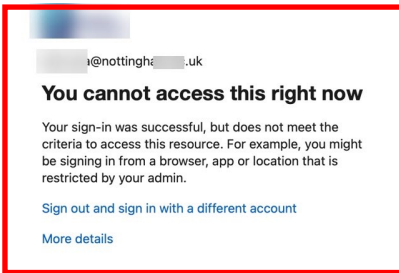 a@nottingha .uk
You cannot access this right now
Your sign-in was successful, but does not meet the
criteria to access this resource. For example, you might
be signing in from a browser, app or location that is
restricted by your admin.
Sign out and sign in with a different account
More details